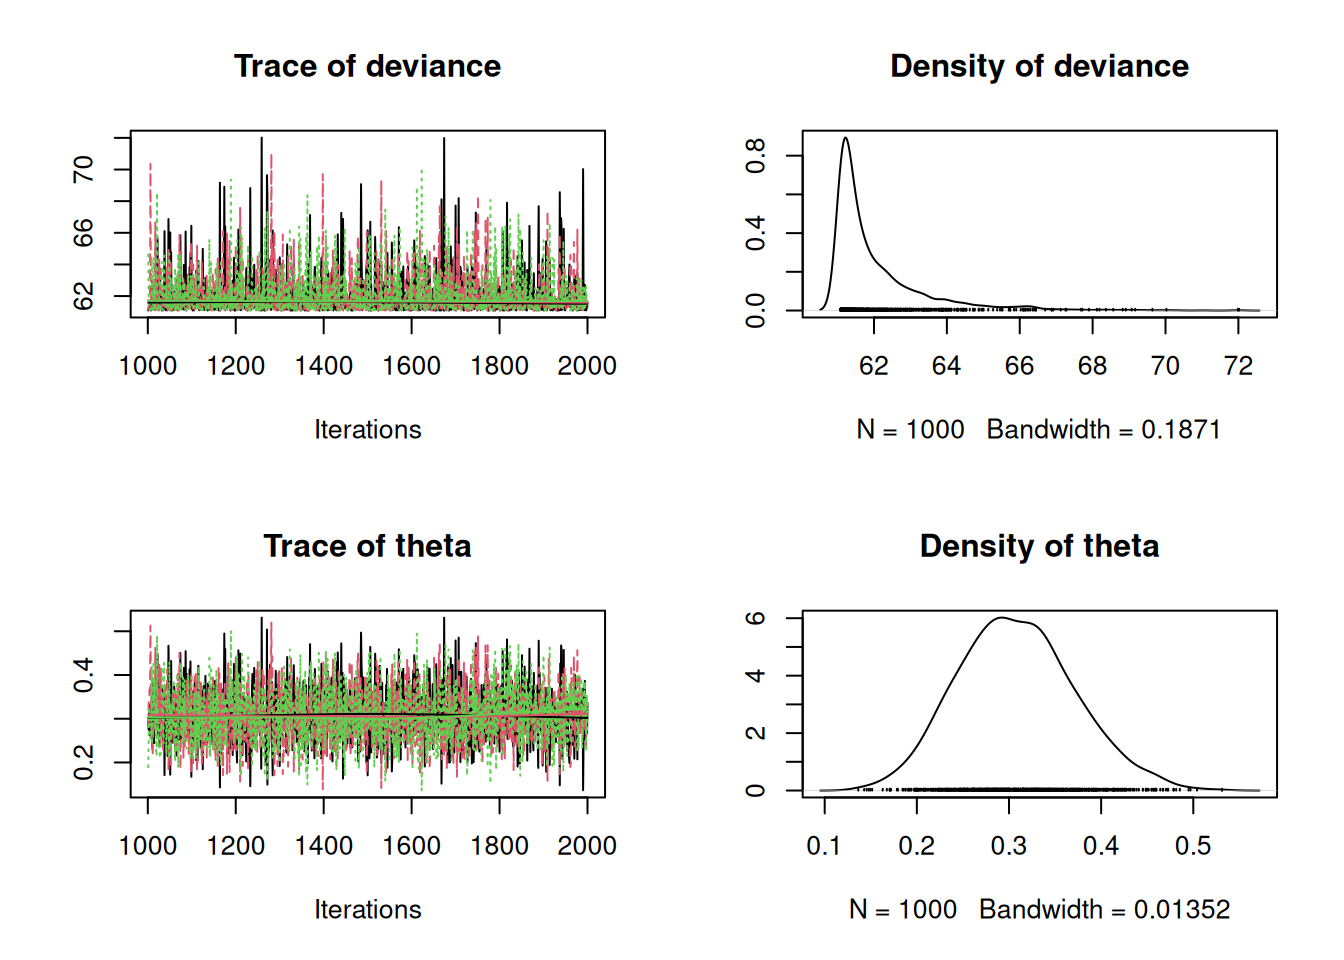 Trace of deviance
70
66
62
1000 1200 1400 1600 1800 2000
Iterations
Density of deviance
0.8
0.4
0.0
62 64 66 68 70 72
N = 1000 Bandwidth = 0.1871
Trace of theta
0.4
0.2
1000 1200 1400 1600 1800 2000
Iterations
Density of theta
6
4
2
0
0.1 0.2 0.3 0.4 0.5
N = 1000 Bandwidth = 0.01352